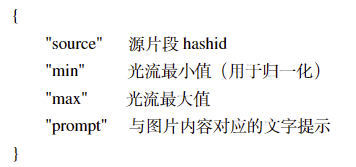 {
"source" 源片段 hashid
"min" 光流最小值（用于归一化）
"max" 光流最大值
"prompt" 与图片内容对应的文字提示
}